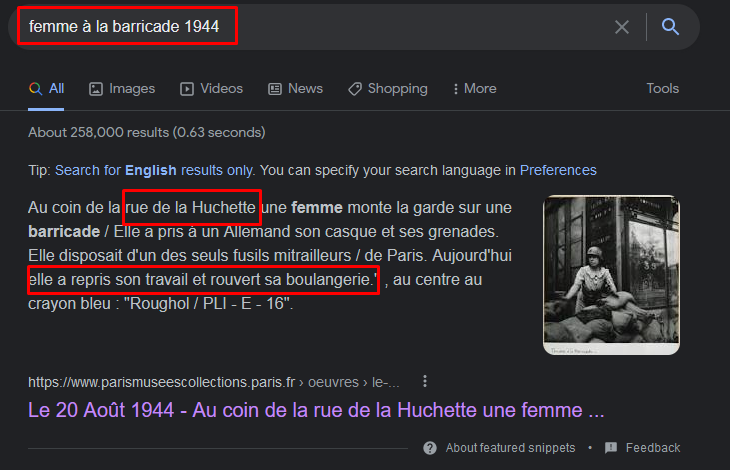 femme à la barricade 1944
All Images Videos News Shopping More Tools
About 258,000 results (0.63 seconds)
Tip: Search for English results only. You can specify your search language in Preferences
Au coin de la rue de la Huchette une femme monte la garde sur une
barricade / Elle a pris à un Allemand son casque et ses grenades.
Elle disposait d'un des seuls fusils mitrailleurs / de Paris. Aujourd'hui
elle a repris son travail et rouvert sa boulangerie." , au centre au
crayon bleu : "Roughol / PLI - E - 16".
https://www.parismuseescollections.paris.fr › oeuvres › le-...
Le 20 Août 1944 - Au coin de la rue de la Huchette une femme ...
About featured snippets • Feedback